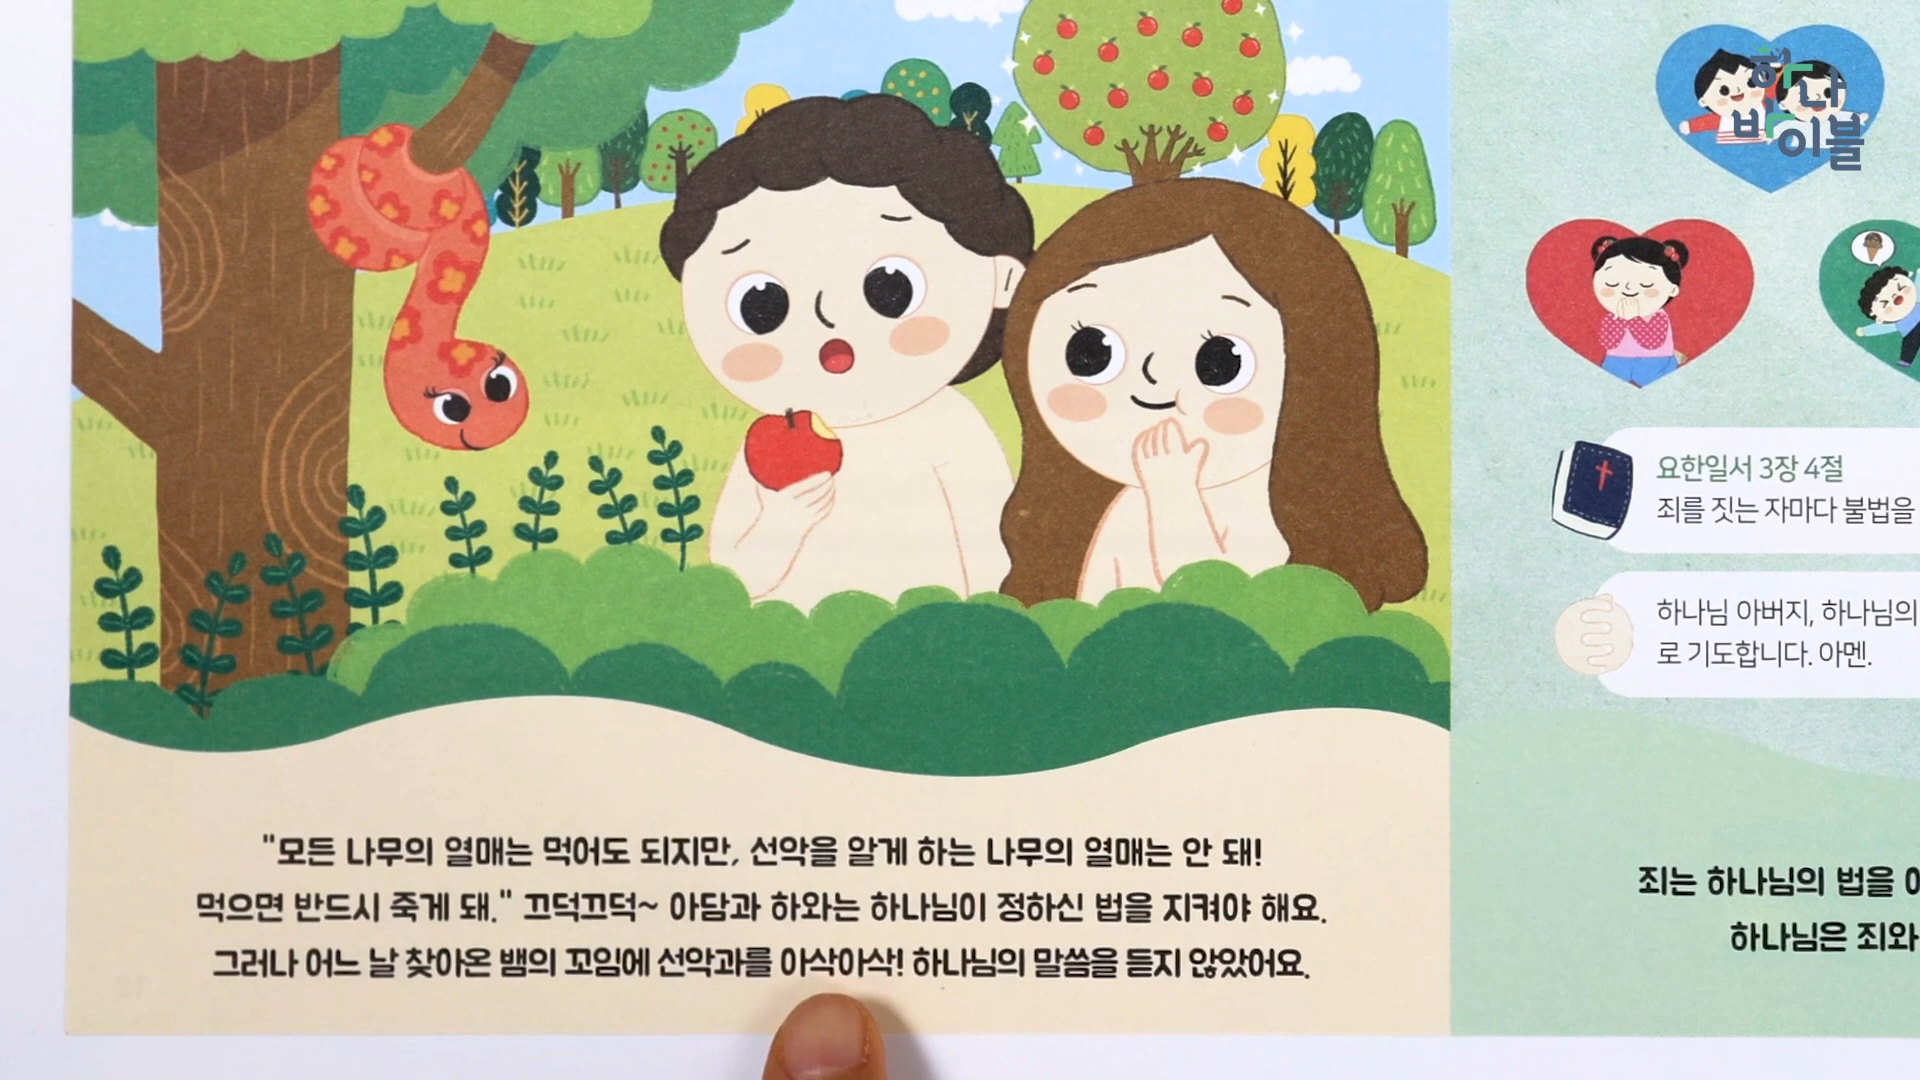 하나
바이블
"모든 나무의 열매는 먹어도 되지만, 선악을 알게 하는 나무의 열매는 안 돼!
먹으면 반드시 죽게 돼." 끄덕끄덕~ 아담과 하와는 하나님이 정하신 법을 지켜야 해요.
그러나 어느 날 찾아온 뱀의 꼬임에 선악과를 아삭아삭! 하나님의 말씀을 듣지 않았어요.
요한일서 3장 4절
죄를 짓는 자마다 불법을
하나님 아버지, 하나님의
로 기도합니다. 아멘.
죄는 하나님의 법을
하나님은 죄와